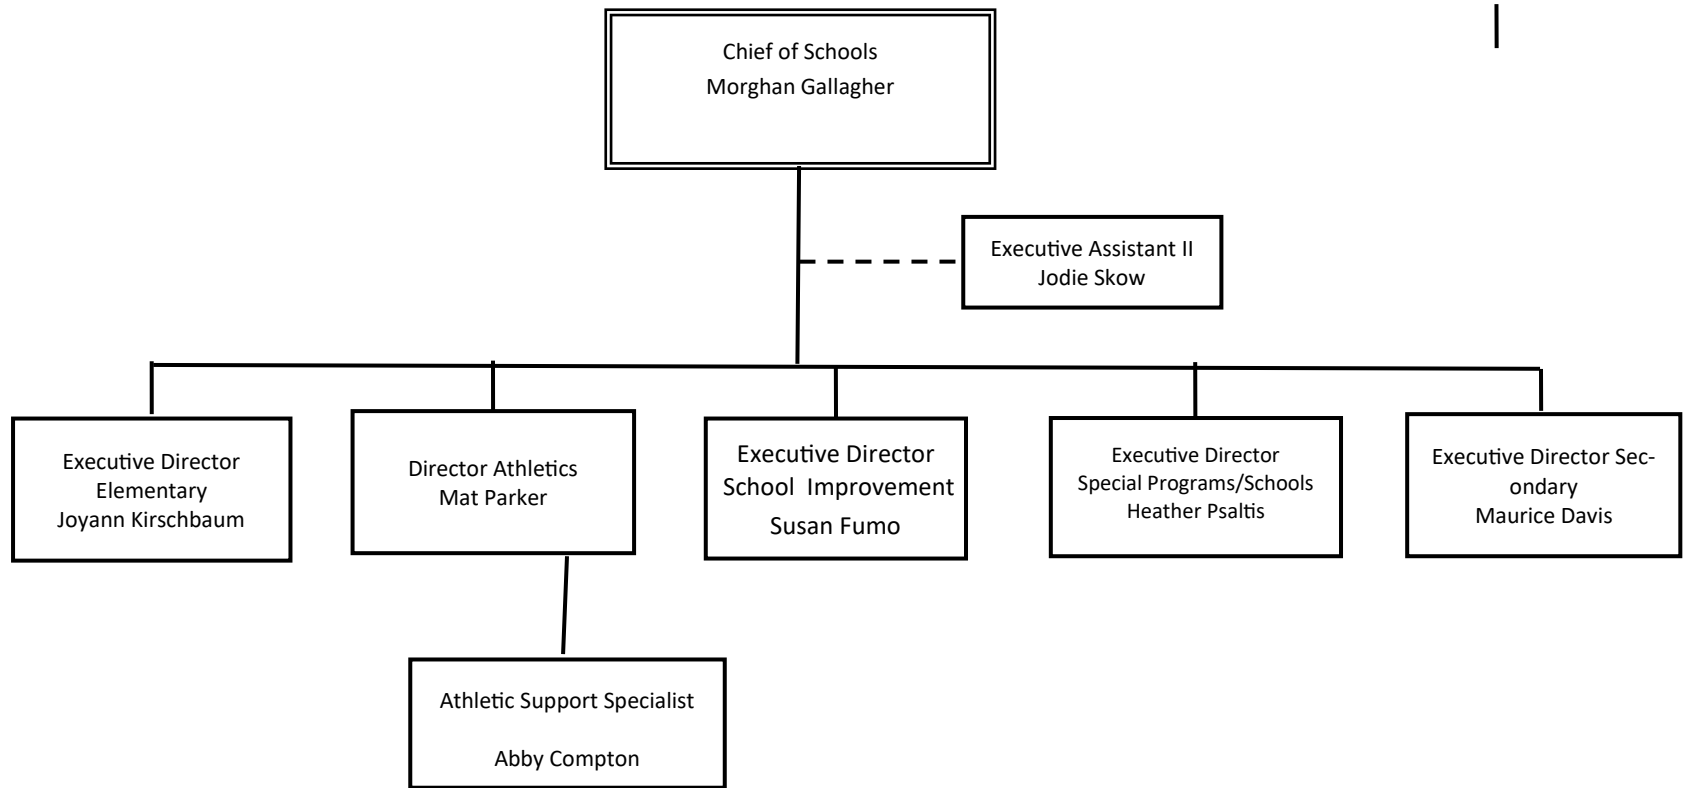 Chief of Schools
Morghan Gallagher
Executive Assistant II
Jodie Skow
Executive Director
Elementary
Joyann Kirschbaum
Director Athletics
Mat Parker
Executive Director
School  Improvement
Susan Fumo
Executive Director
Special Programs/Schools
Heather Psaltis
Executive Director Sec-
ondary
Maurice Davis
Athletic Support Specialist
Abby Compton